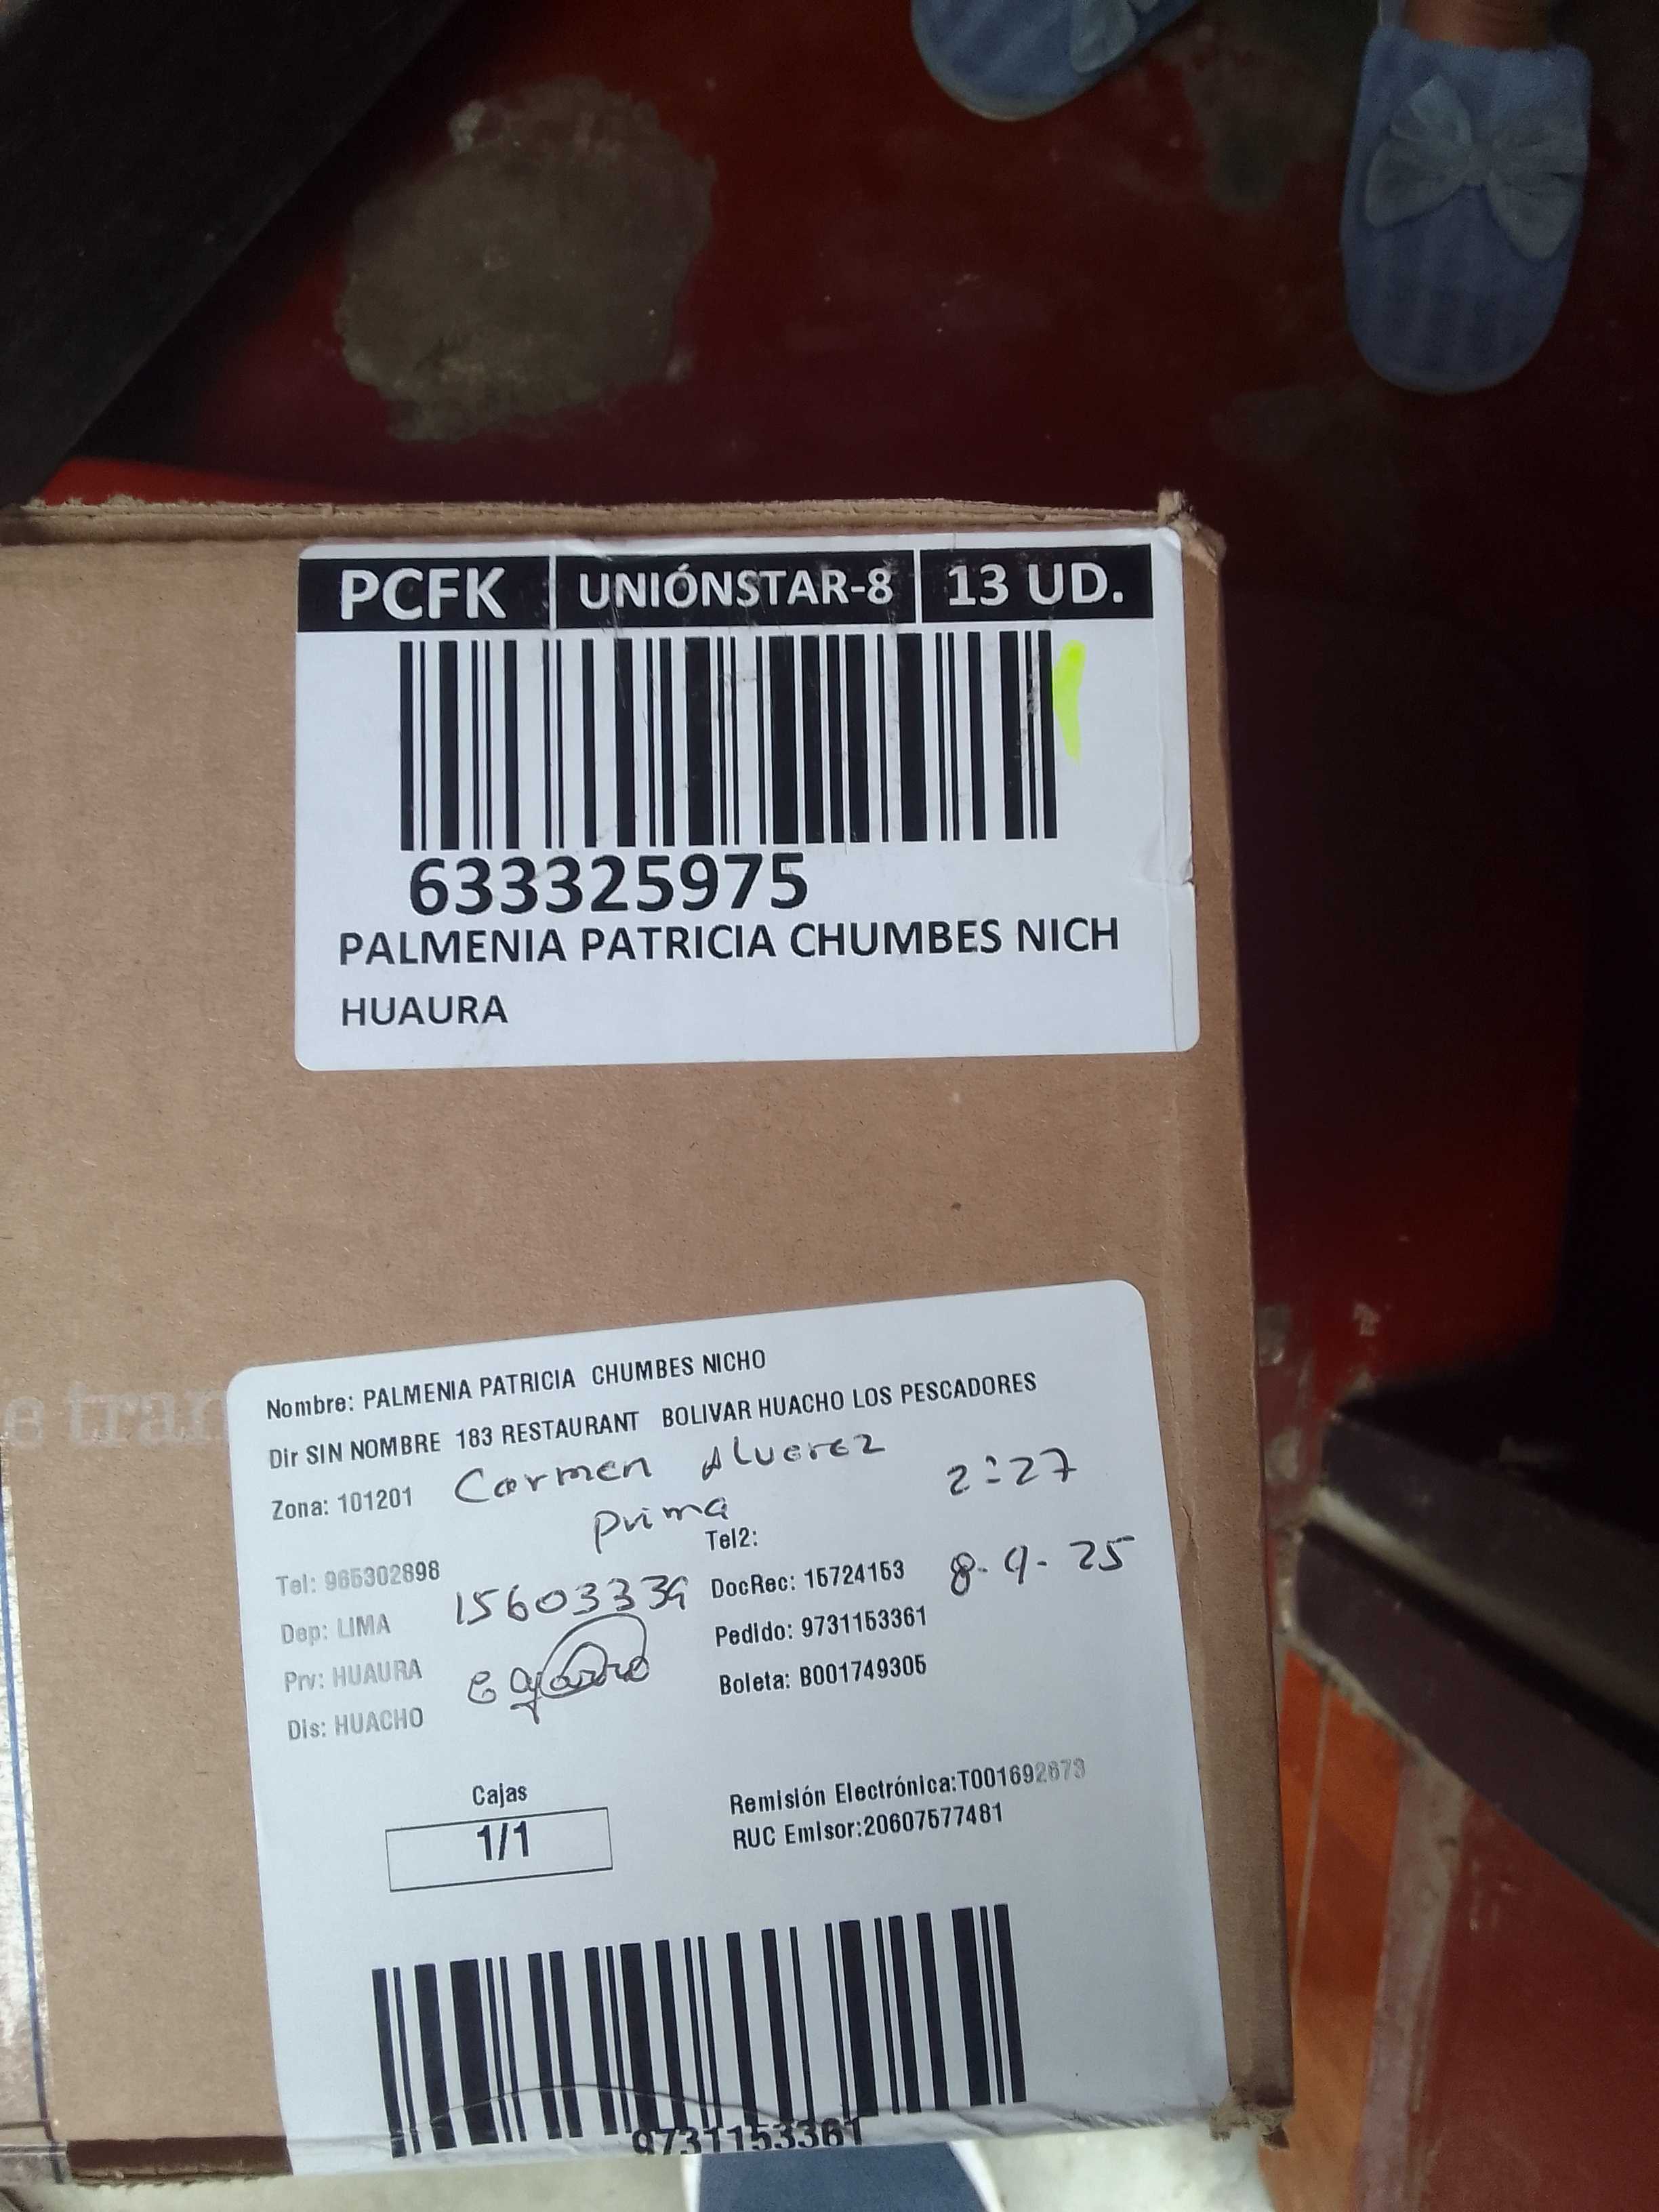 PCFK UNIÓNSTAR-8 13 UD.
633325975
PALMENIA PATRICIA CHUMBES NICH
HUAURA
e tran
Nombre: PALMENIA PATRICIA CHUMBES NICHO
Dir SIN NOMBRE 183 RESTAURANT BOLIVAR HUACHO LOS PESCADORES
Zona: 101201 Carmen Alverez 2:27
prima
Tel2:
Tel: 965302898
15603339 DocRec: 15724153 8-9-25
Dep: LIMA
Pedido: 9731153361
Prv: HUAURA
Boleta: B001749305
Dis: HUACHO
Cajas
1/1
Remisión Electrónica:T001692673
RUC Emisor:20607577481
9731153361